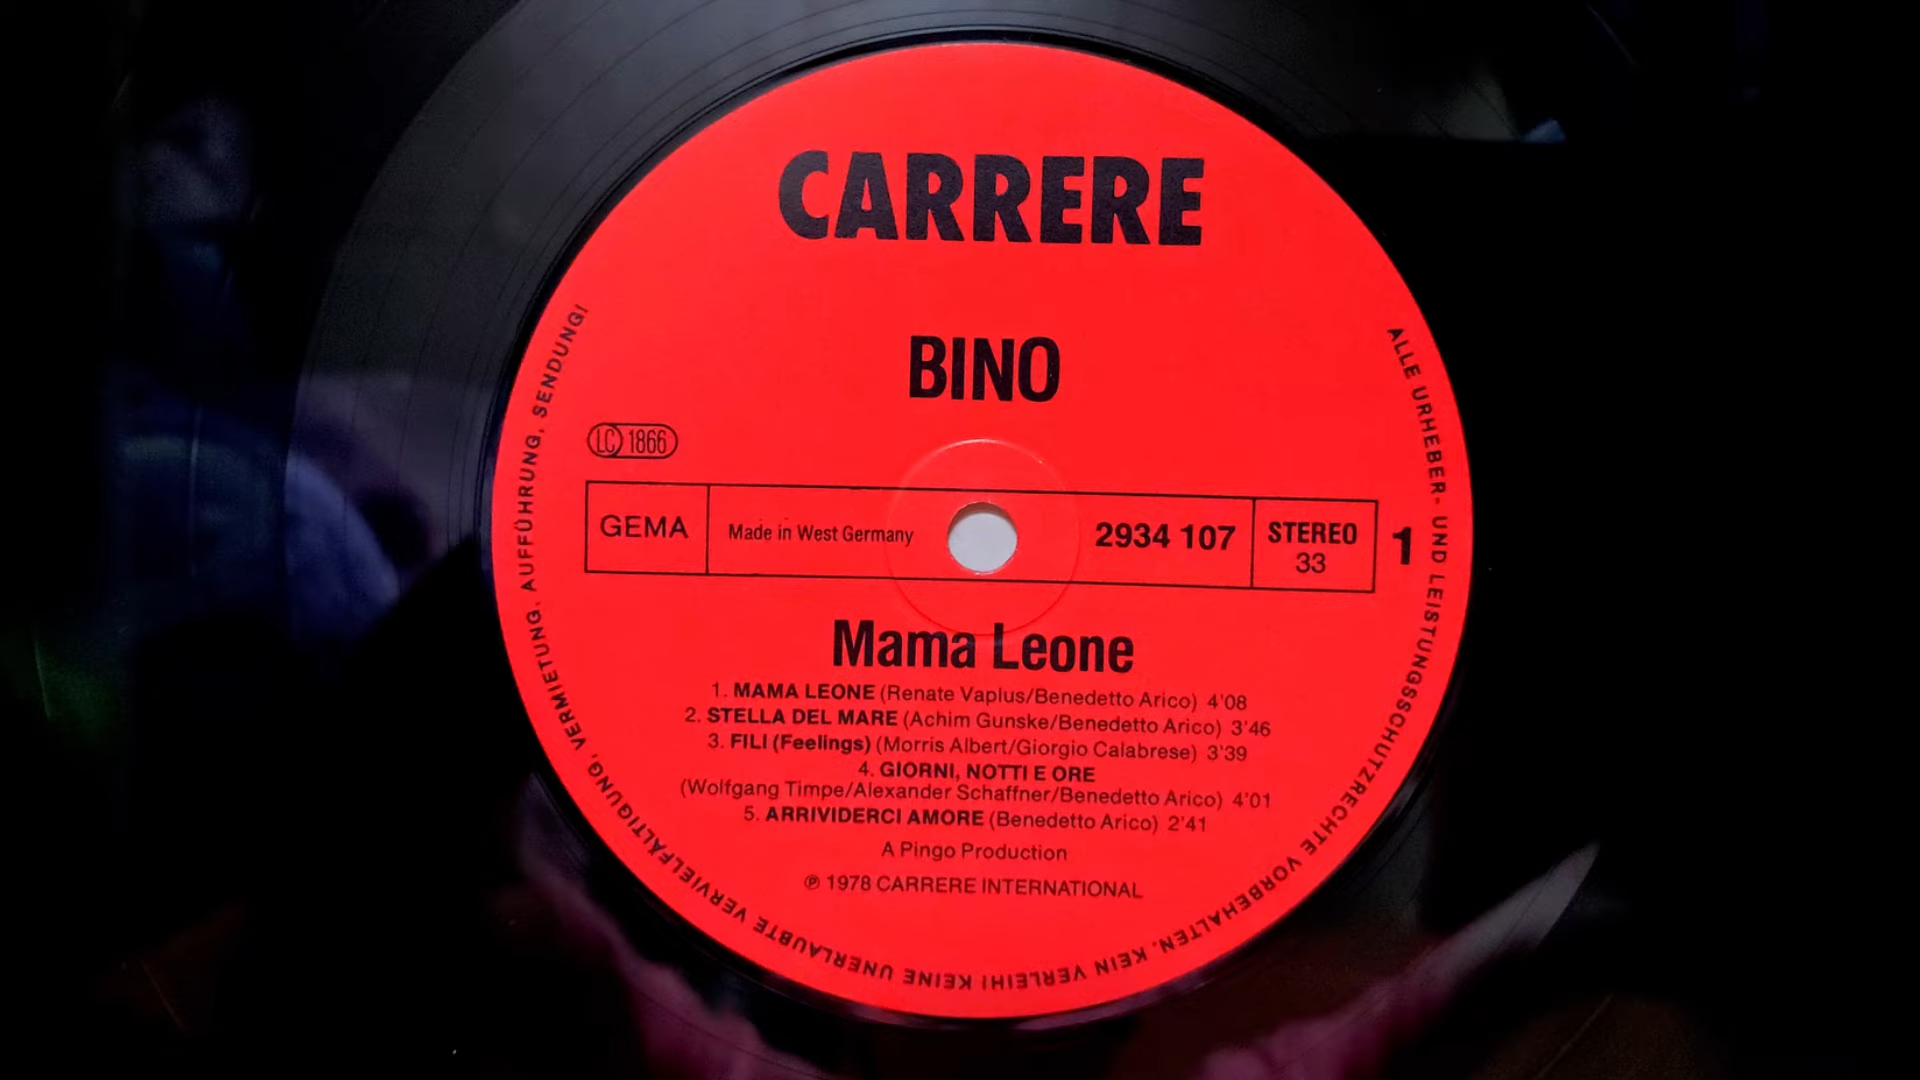 CARRERE
BINO
LC 1866
GEMA
Made in West Germany
2934 107
STEREO
33
1
Mama Leone
1. MAMA LEONE (Renate Vaplus/Benedetto Arico) 4'08
2. STELLA DEL MARE (Achim Gunske/Benedetto Arico) 3'46
3. FILI (Feelings) (Morris Albert/Giorgio Calabrese) 3'39
4. GIORNI, NOTTI E ORE
(Wolfgang Timpe/Alexander Schaffner/Benedetto Arico) 4'01
5. ARRIVIDERCI AMORE (Benedetto Arico) 2'41
A Pingo Production
℗ 1978 CARRERE INTERNATIONAL
ALLE URHEBER- UND LEISTUNGSCHUTZRECHTE VORBEHALTEN. KEIN VERLEIH! KEINE UNERLAUBTE VERVIELFÄLTIGUNG, VERMIETUNG, AUFFÜHRUNG, SENDUNG!